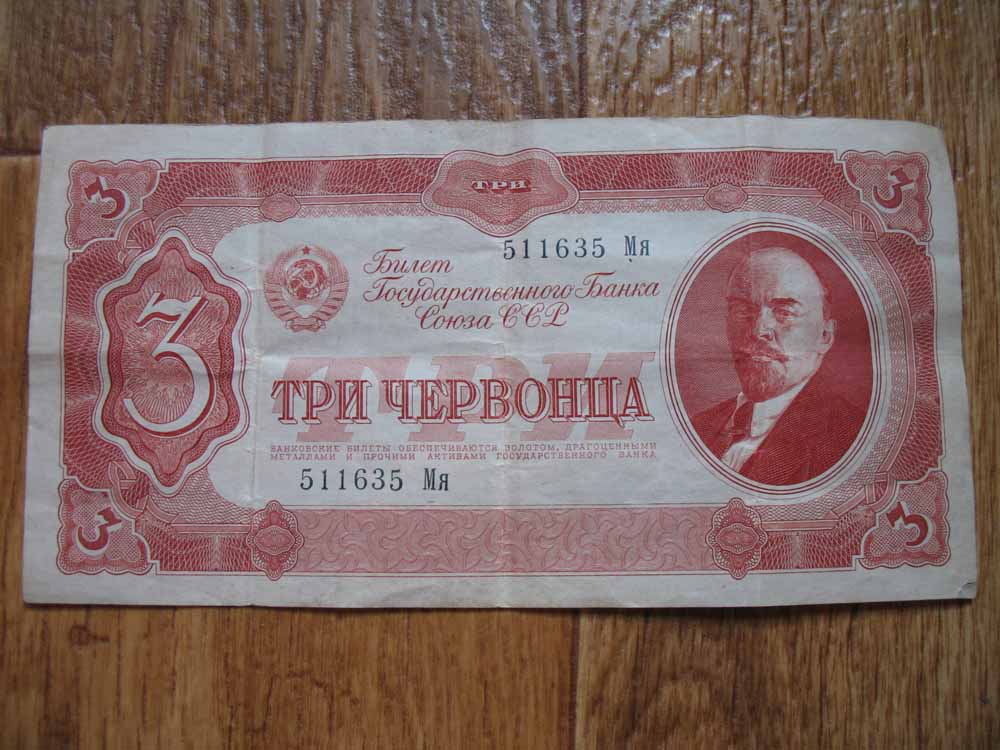 3 ТРИ 3
511635 Мя
Билет
Государственного Банка
Союза ССР
3
ТРИ
ТРИ ЧЕРВОНЦА
БАНКОВСКИЕ БИЛЕТЫ ОБЕСПЕЧИВАЮТСЯ ЗОЛОТОМ, ДРАГОЦЕННЫМИ
МЕТАЛЛАМИ И ПРОЧИМИ АКТИВАМИ ГОСУДАРСТВЕННОГО БАНКА
511635 Мя
3 3